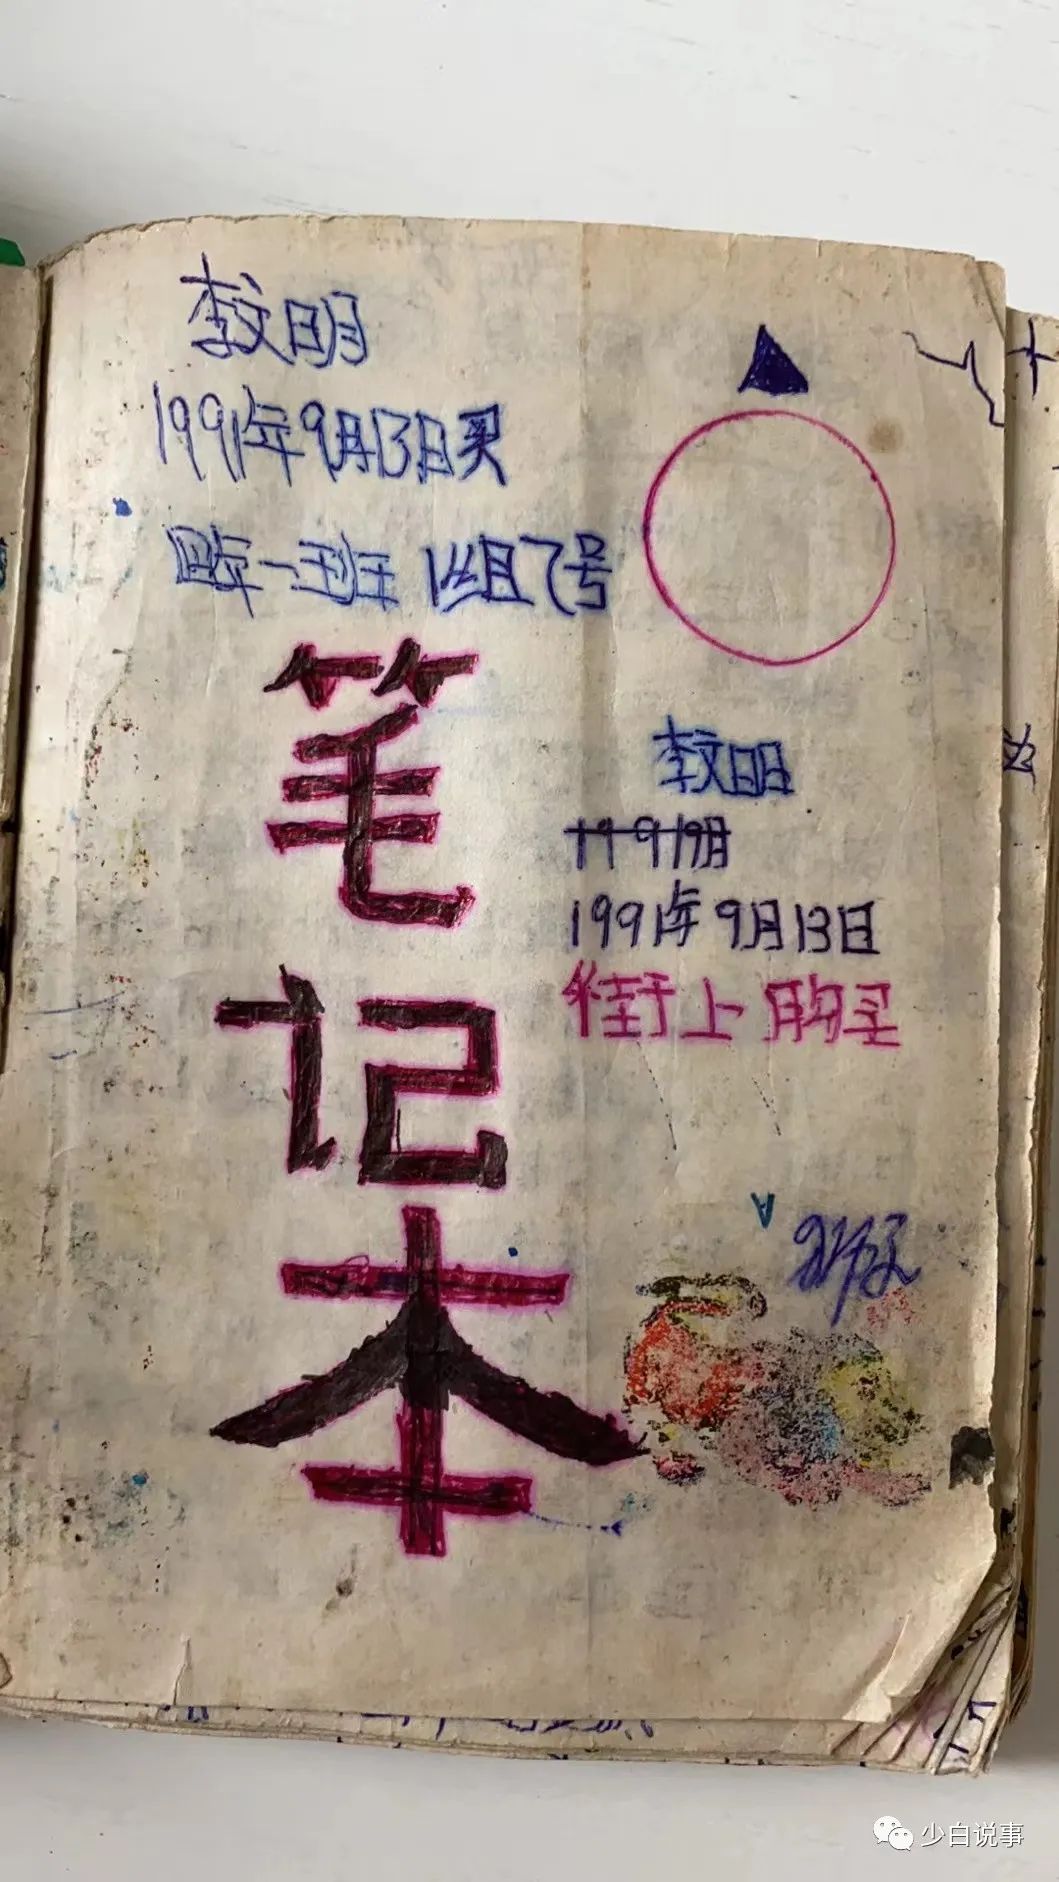 李文明
1991年9月13日买
四年一班 1组7号
笔
记
本
李文明
1991年9月13日
街上购买
少白说事